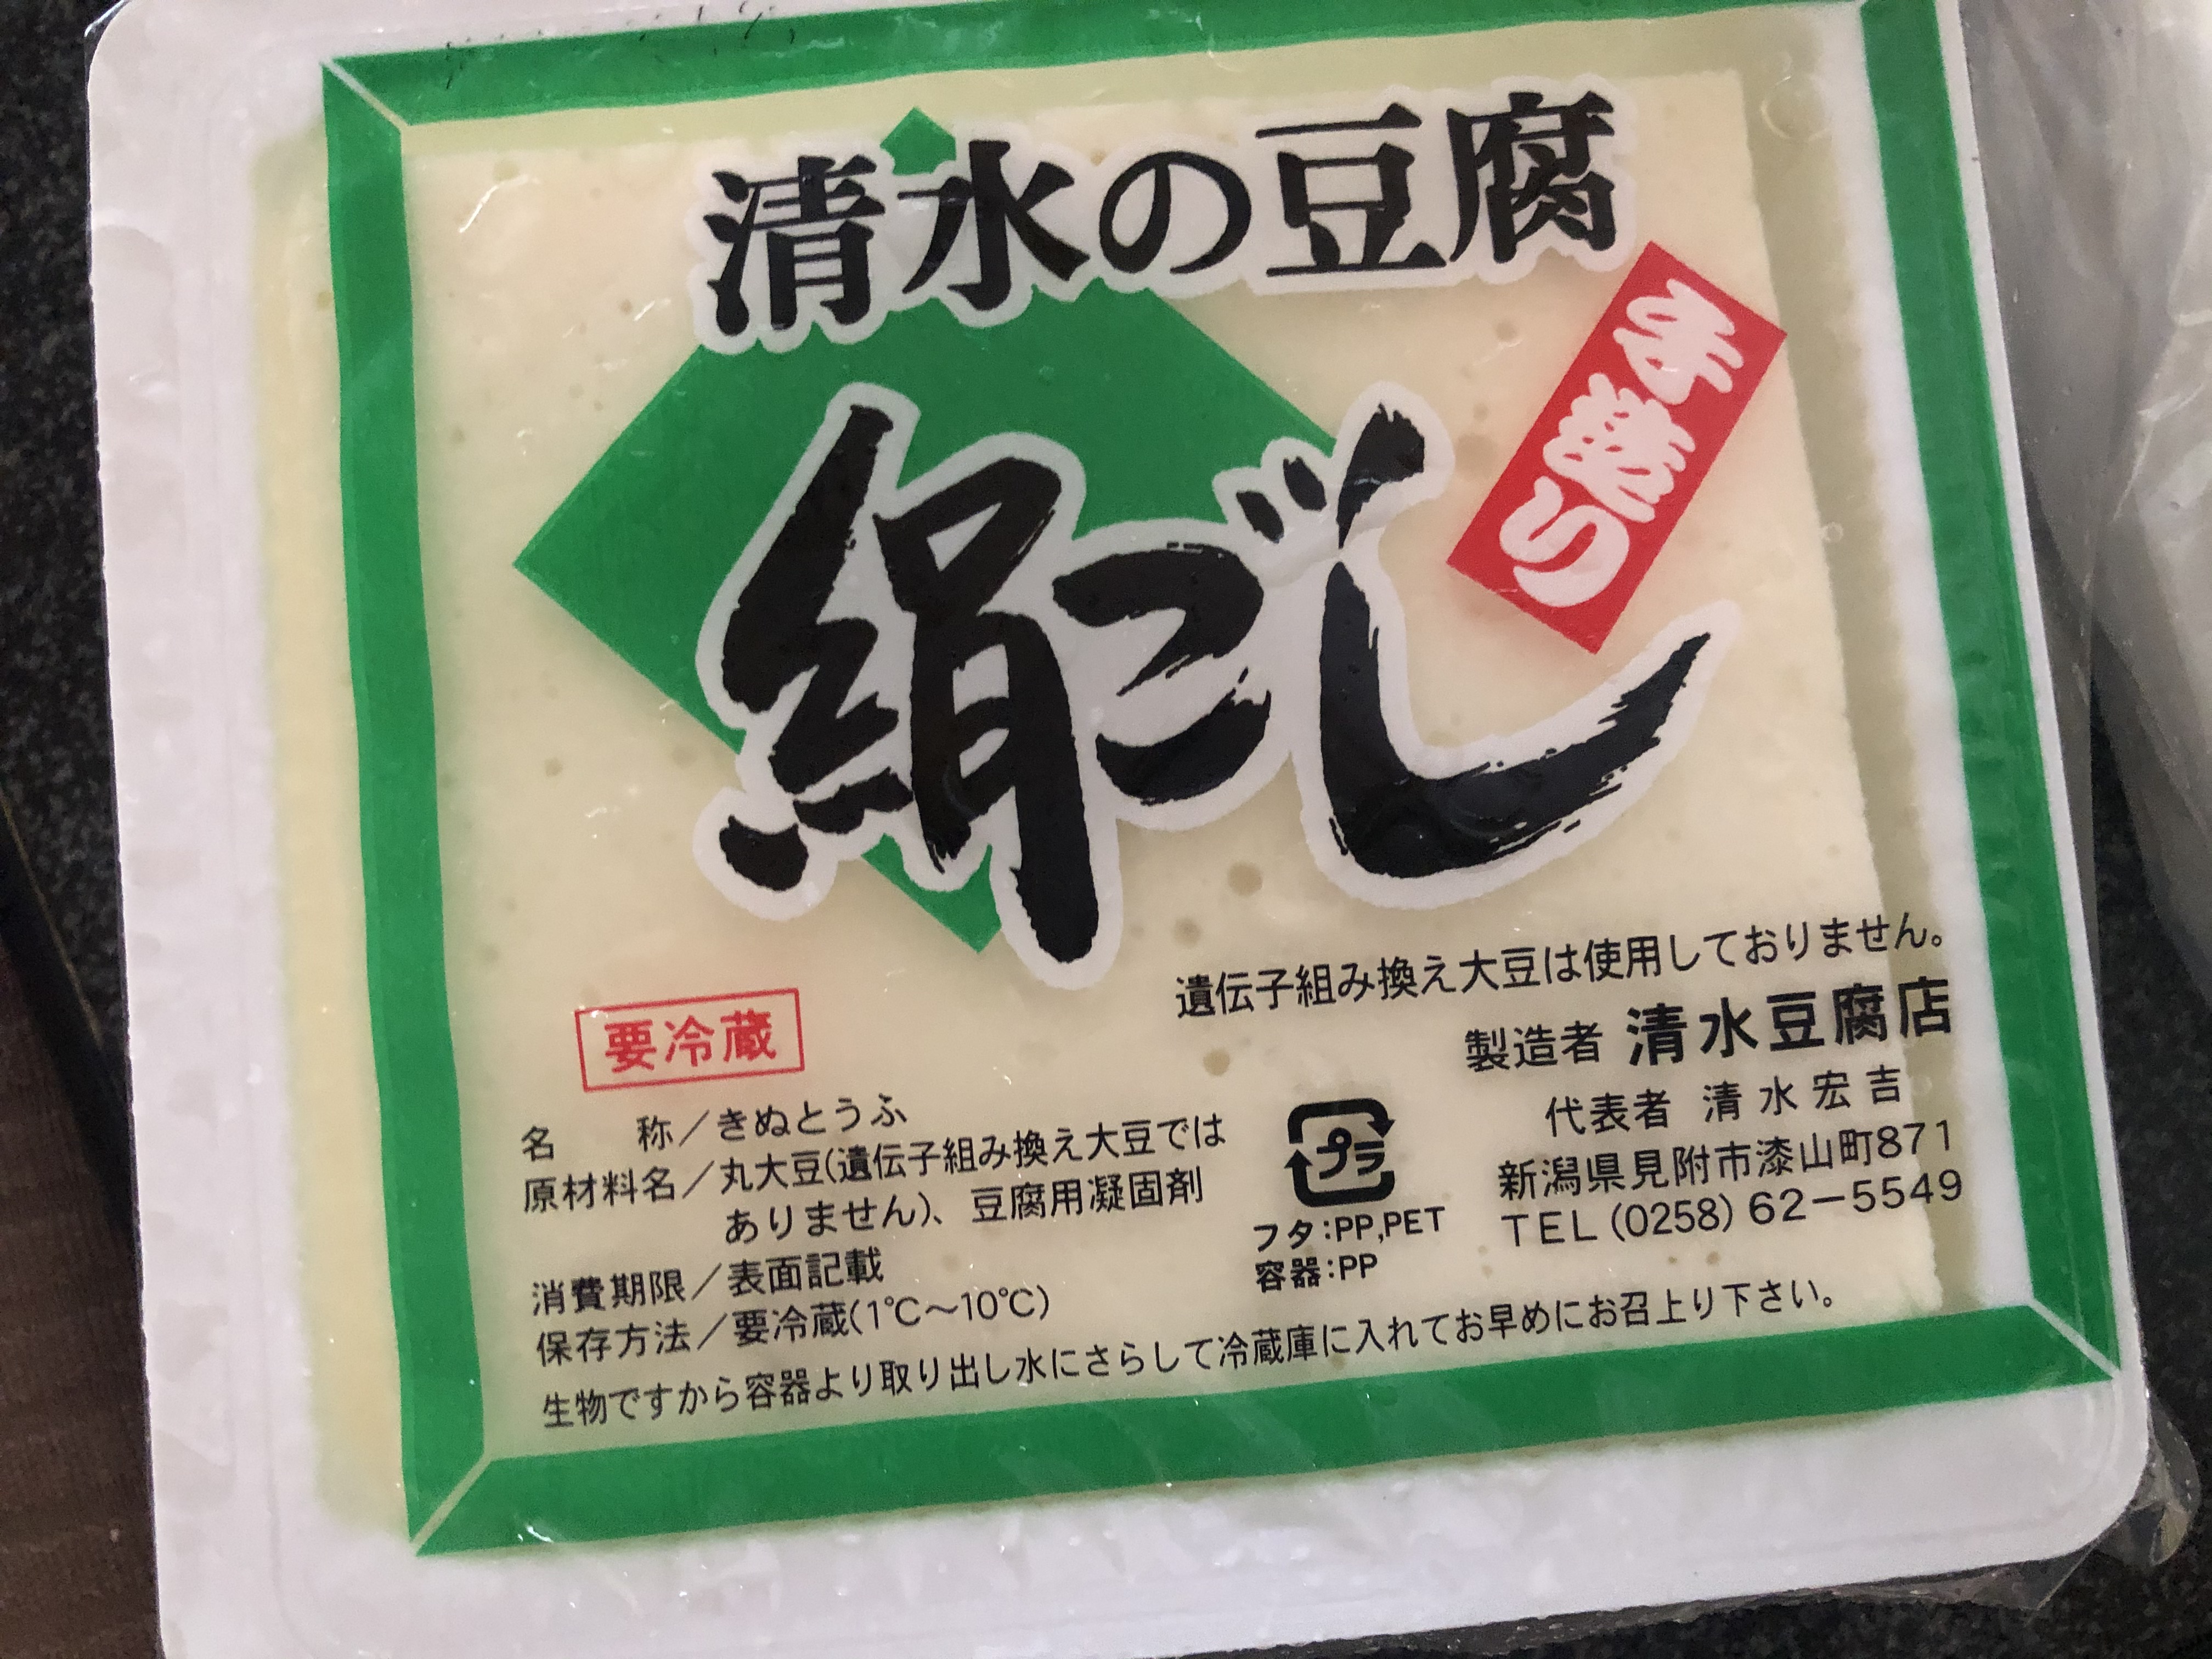 清水の豆腐
手造り
絹ごし
遺伝子組み換え大豆は使用しておりません。
製造者 清水豆腐店
代表者 清水宏吉
新潟県見附市漆山町871
TEL(0258)62-5549
要冷蔵
名 称/きぬとうふ
原材料名/丸大豆(遺伝子組み換え大豆では
ありません)、豆腐用凝固剤
消費期限/表面記載
保存方法/要冷蔵(1℃~10℃)
プラ
フタ:PP,PET
容器:PP
生物ですから容器より取り出し水にさらして冷蔵庫に入れてお早めにお召上り下さい。